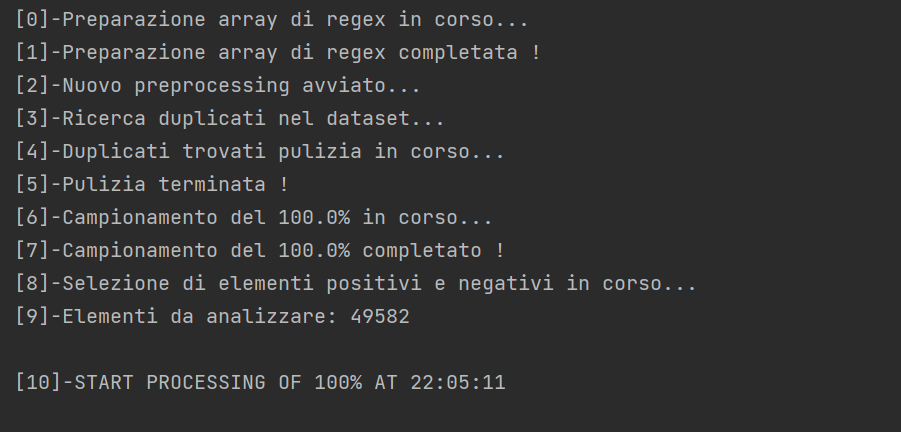 [0]-Preparazione array di regex in corso...
[1]-Preparazione array di regex completata !
[2]-Nuovo preprocessing avviato...
[3]-Ricerca duplicati nel dataset...
[4]-Duplicati trovati pulizia in corso...
[5]-Pulizia terminata !
[6]-Campionamento del 100.0% in corso...
[7]-Campionamento del 100.0% completato !
[8]-Selezione di elementi positivi e negativi in corso...
[9]-Elementi da analizzare: 49582
[10]-START PROCESSING OF 100% AT 22:05:11